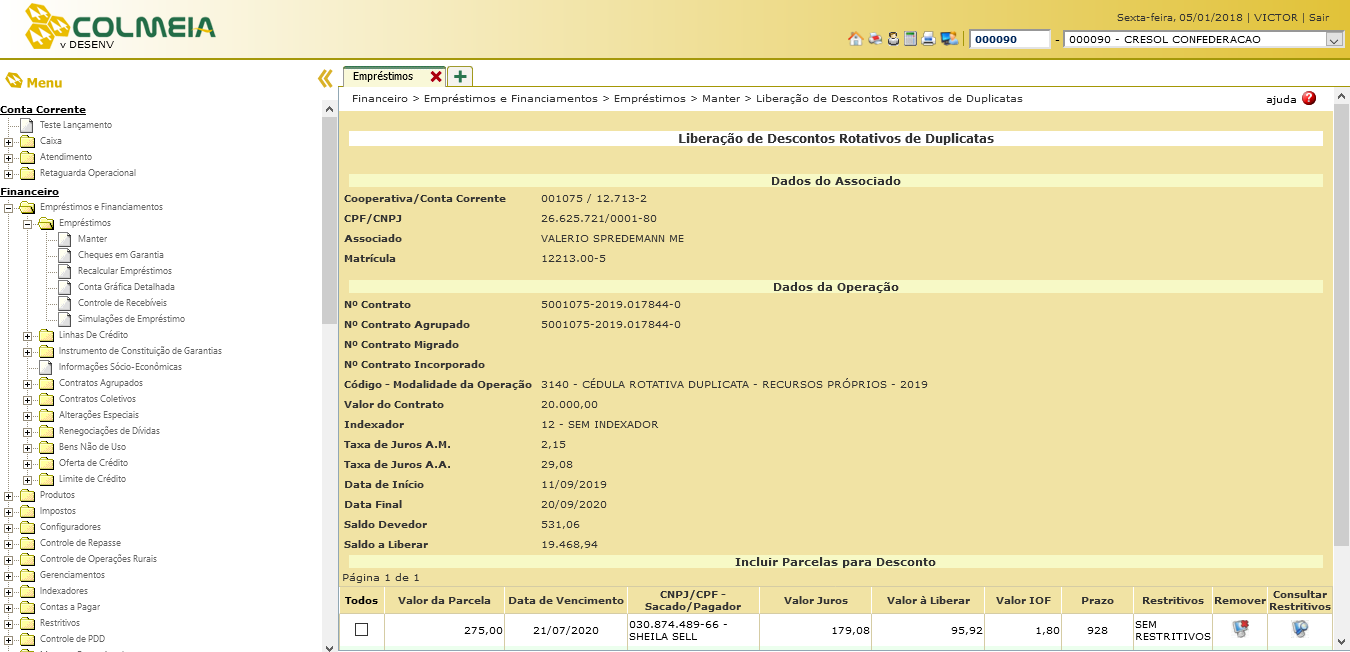 COLMEIA
v DESENV
Sexta-feira, 05/01/2018 | VICTOR | Sair
000090 - 000090 - CRESOL CONFEDERACAO
Menu
Conta Corrente
Teste Lançamento
Caixa
Atendimento
Retaguarda Operacional
Financeiro
Empréstimos e Financiamentos
Empréstimos
Manter
Cheques em Garantia
Recalcular Empréstimos
Conta Gráfica Detalhada
Controle de Recebíveis
Simulações de Empréstimo
Linhas De Crédito
Instrumento de Constituição de Garantias
Informações Sócio-Econômicas
Contratos Agrupados
Contratos Coletivos
Alterações Especiais
Renegociações de Dívidas
Bens Não de Uso
Oferta de Crédito
Limite de Crédito
Produtos
Impostos
Configuradores
Controle de Repasse
Controle de Operações Rurais
Gerenciamentos
Indexadores
Contas a Pagar
Restritivos
Controle de PDD
Empréstimos
Financeiro > Empréstimos e Financiamentos > Empréstimos > Manter > Liberação de Descontos Rotativos de Duplicatas
ajuda ?
Liberação de Descontos Rotativos de Duplicatas
Dados do Associado
Cooperativa/Conta Corrente 001075 / 12.713-2
CPF/CNPJ 26.625.721/0001-80
Associado VALERIO SPREDEMANN ME
Matrícula 12213.00-5
Dados da Operação
Nº Contrato 5001075-2019.017844-0
Nº Contrato Agrupado 5001075-2019.017844-0
Nº Contrato Migrado
Nº Contrato Incorporado
Código - Modalidade da Operação 3140 - CÉDULA ROTATIVA DUPLICATA - RECURSOS PRÓPRIOS - 2019
Valor do Contrato 20.000,00
Indexador 12 - SEM INDEXADOR
Taxa de Juros A.M. 2,15
Taxa de Juros A.A. 29,08
Data de Início 11/09/2019
Data Final 20/09/2020
Saldo Devedor 531,06
Saldo a Liberar 19.468,94
Incluir Parcelas para Desconto
Página 1 de 1
Todos Valor da Parcela Data de Vencimento CNPJ/CPF - Sacado/Pagador Valor Juros Valor à Liberar Valor IOF Prazo Restritivos Remover Consultar Restritivos
275,00 21/07/2020 030.874.489-66 - SHEILA SELL 179,08 95,92 1,80 928 SEM RESTRITIVOS